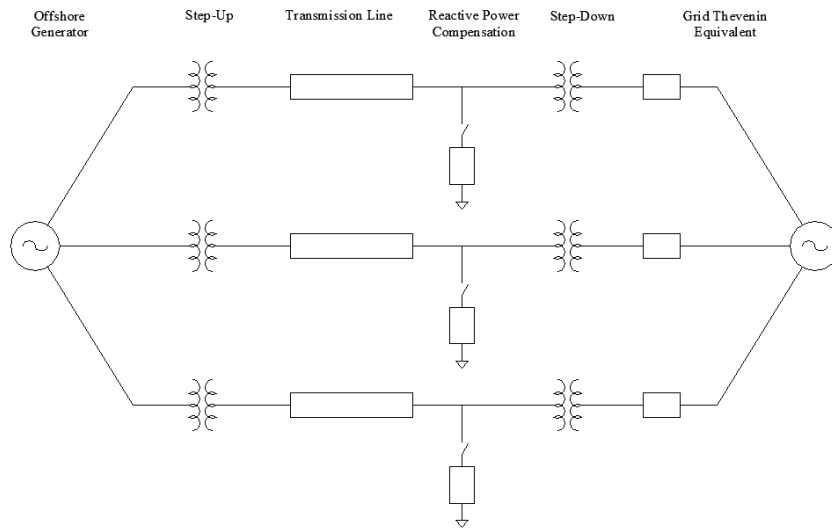 Offshore
Generator
Step-Up
Transmission Line
Reactive Power
Compensation
Step-Down
Grid Thevenin
Equivalent